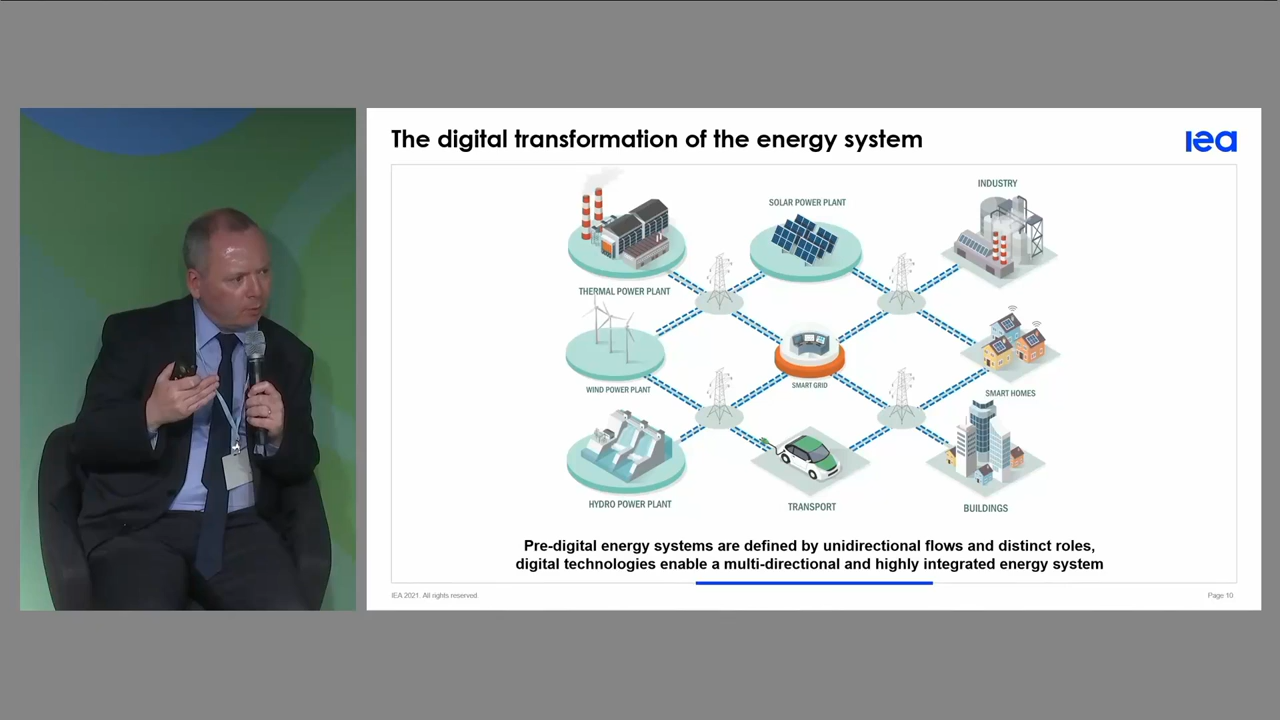 The digital transformation of the energy system
iea
INDUSTRY
SOLAR POWER PLANT
THERMAL POWER PLANT
WIND POWER PLANT
SMART GRID
SMART HOMES
HYDRO POWER PLANT
TRANSPORT
BUILDINGS
Pre-digital energy systems are defined by unidirectional flows and distinct roles,
digital technologies enable a multi-directional and highly integrated energy system
IEA 2021. All rights reserved.
Page 10